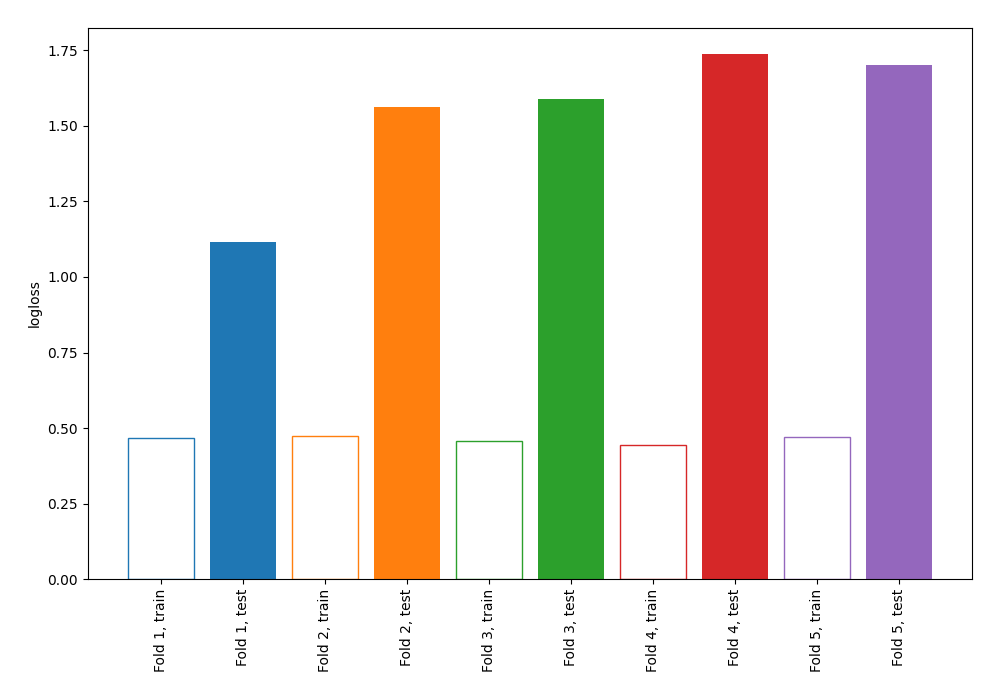 1.75
1.50
1.25
1.00
0.75
0.50
0.25
0.00
logloss
Fold 1, train
Fold 1, test
Fold 2, train
Fold 2, test
Fold 3, train
Fold 3, test
Fold 4, train
Fold 4, test
Fold 5, train
Fold 5, test